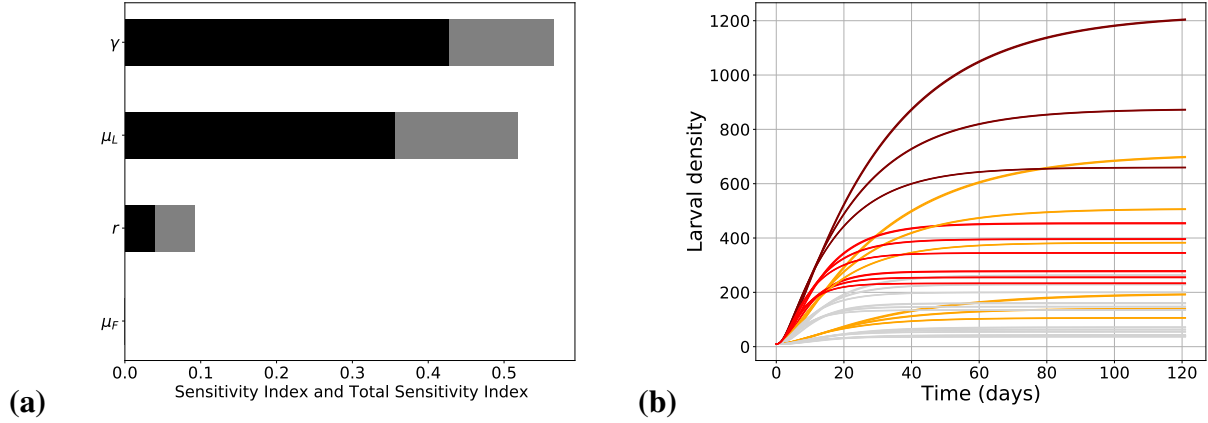 γ
μ_L
r
μ_F
0.0 0.1 0.2 0.3 0.4 0.5
Sensitivity Index and Total Sensitivity Index
(a)
1200
1000
800
600
400
200
0
Larval density
0 20 40 60 80 100 120
Time (days)
(b)